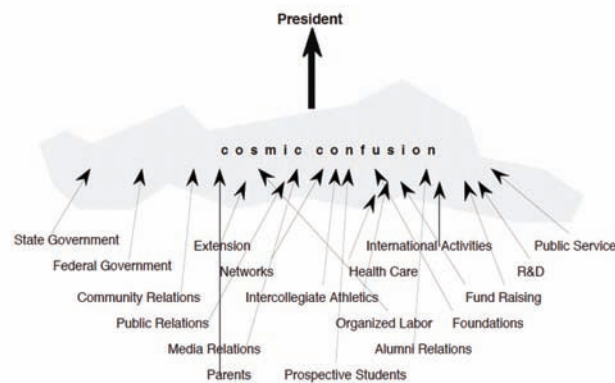 President
cosmic confusion
State Government
Extension
International Activities
Public Service
Federal Government
Networks
Health Care
R&D
Community Relations
Intercollegiate Athletics
Fund Raising
Public Relations
Organized Labor
Foundations
Media Relations
Alumni Relations
Parents
Prospective Students